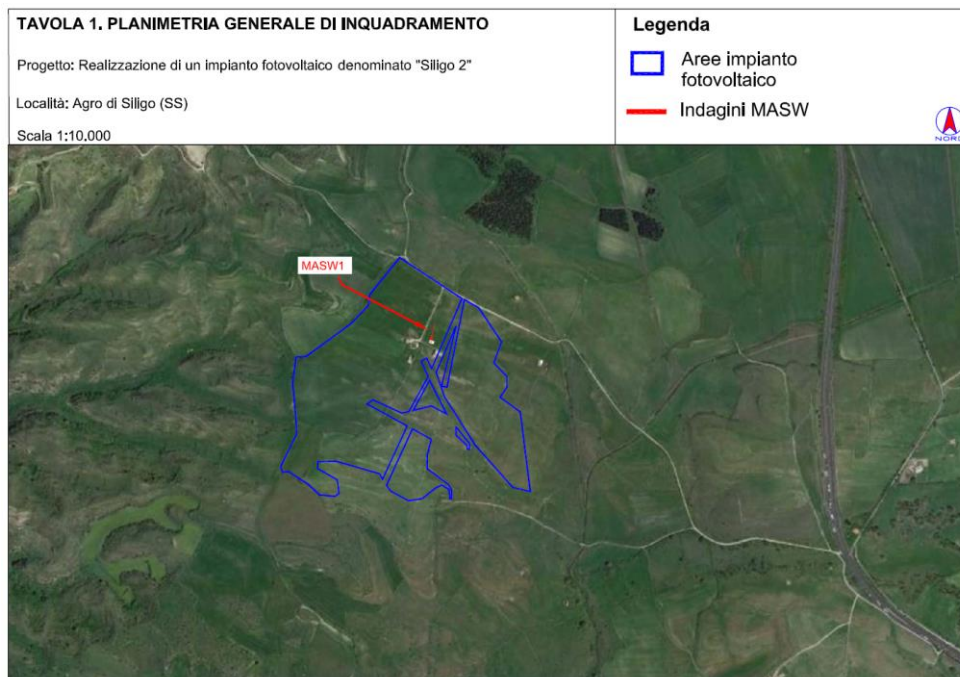 TAVOLA 1. PLANIMETRIA GENERALE DI INQUADRAMENTO
Progetto: Realizzazione di un impianto fotovoltaico denominato "Siligo 2"
Località: Agro di Siligo (SS)
Scala 1:10.000
Legenda
Aree impianto
fotovoltaico
Indagini MASW
NORD
MASW1